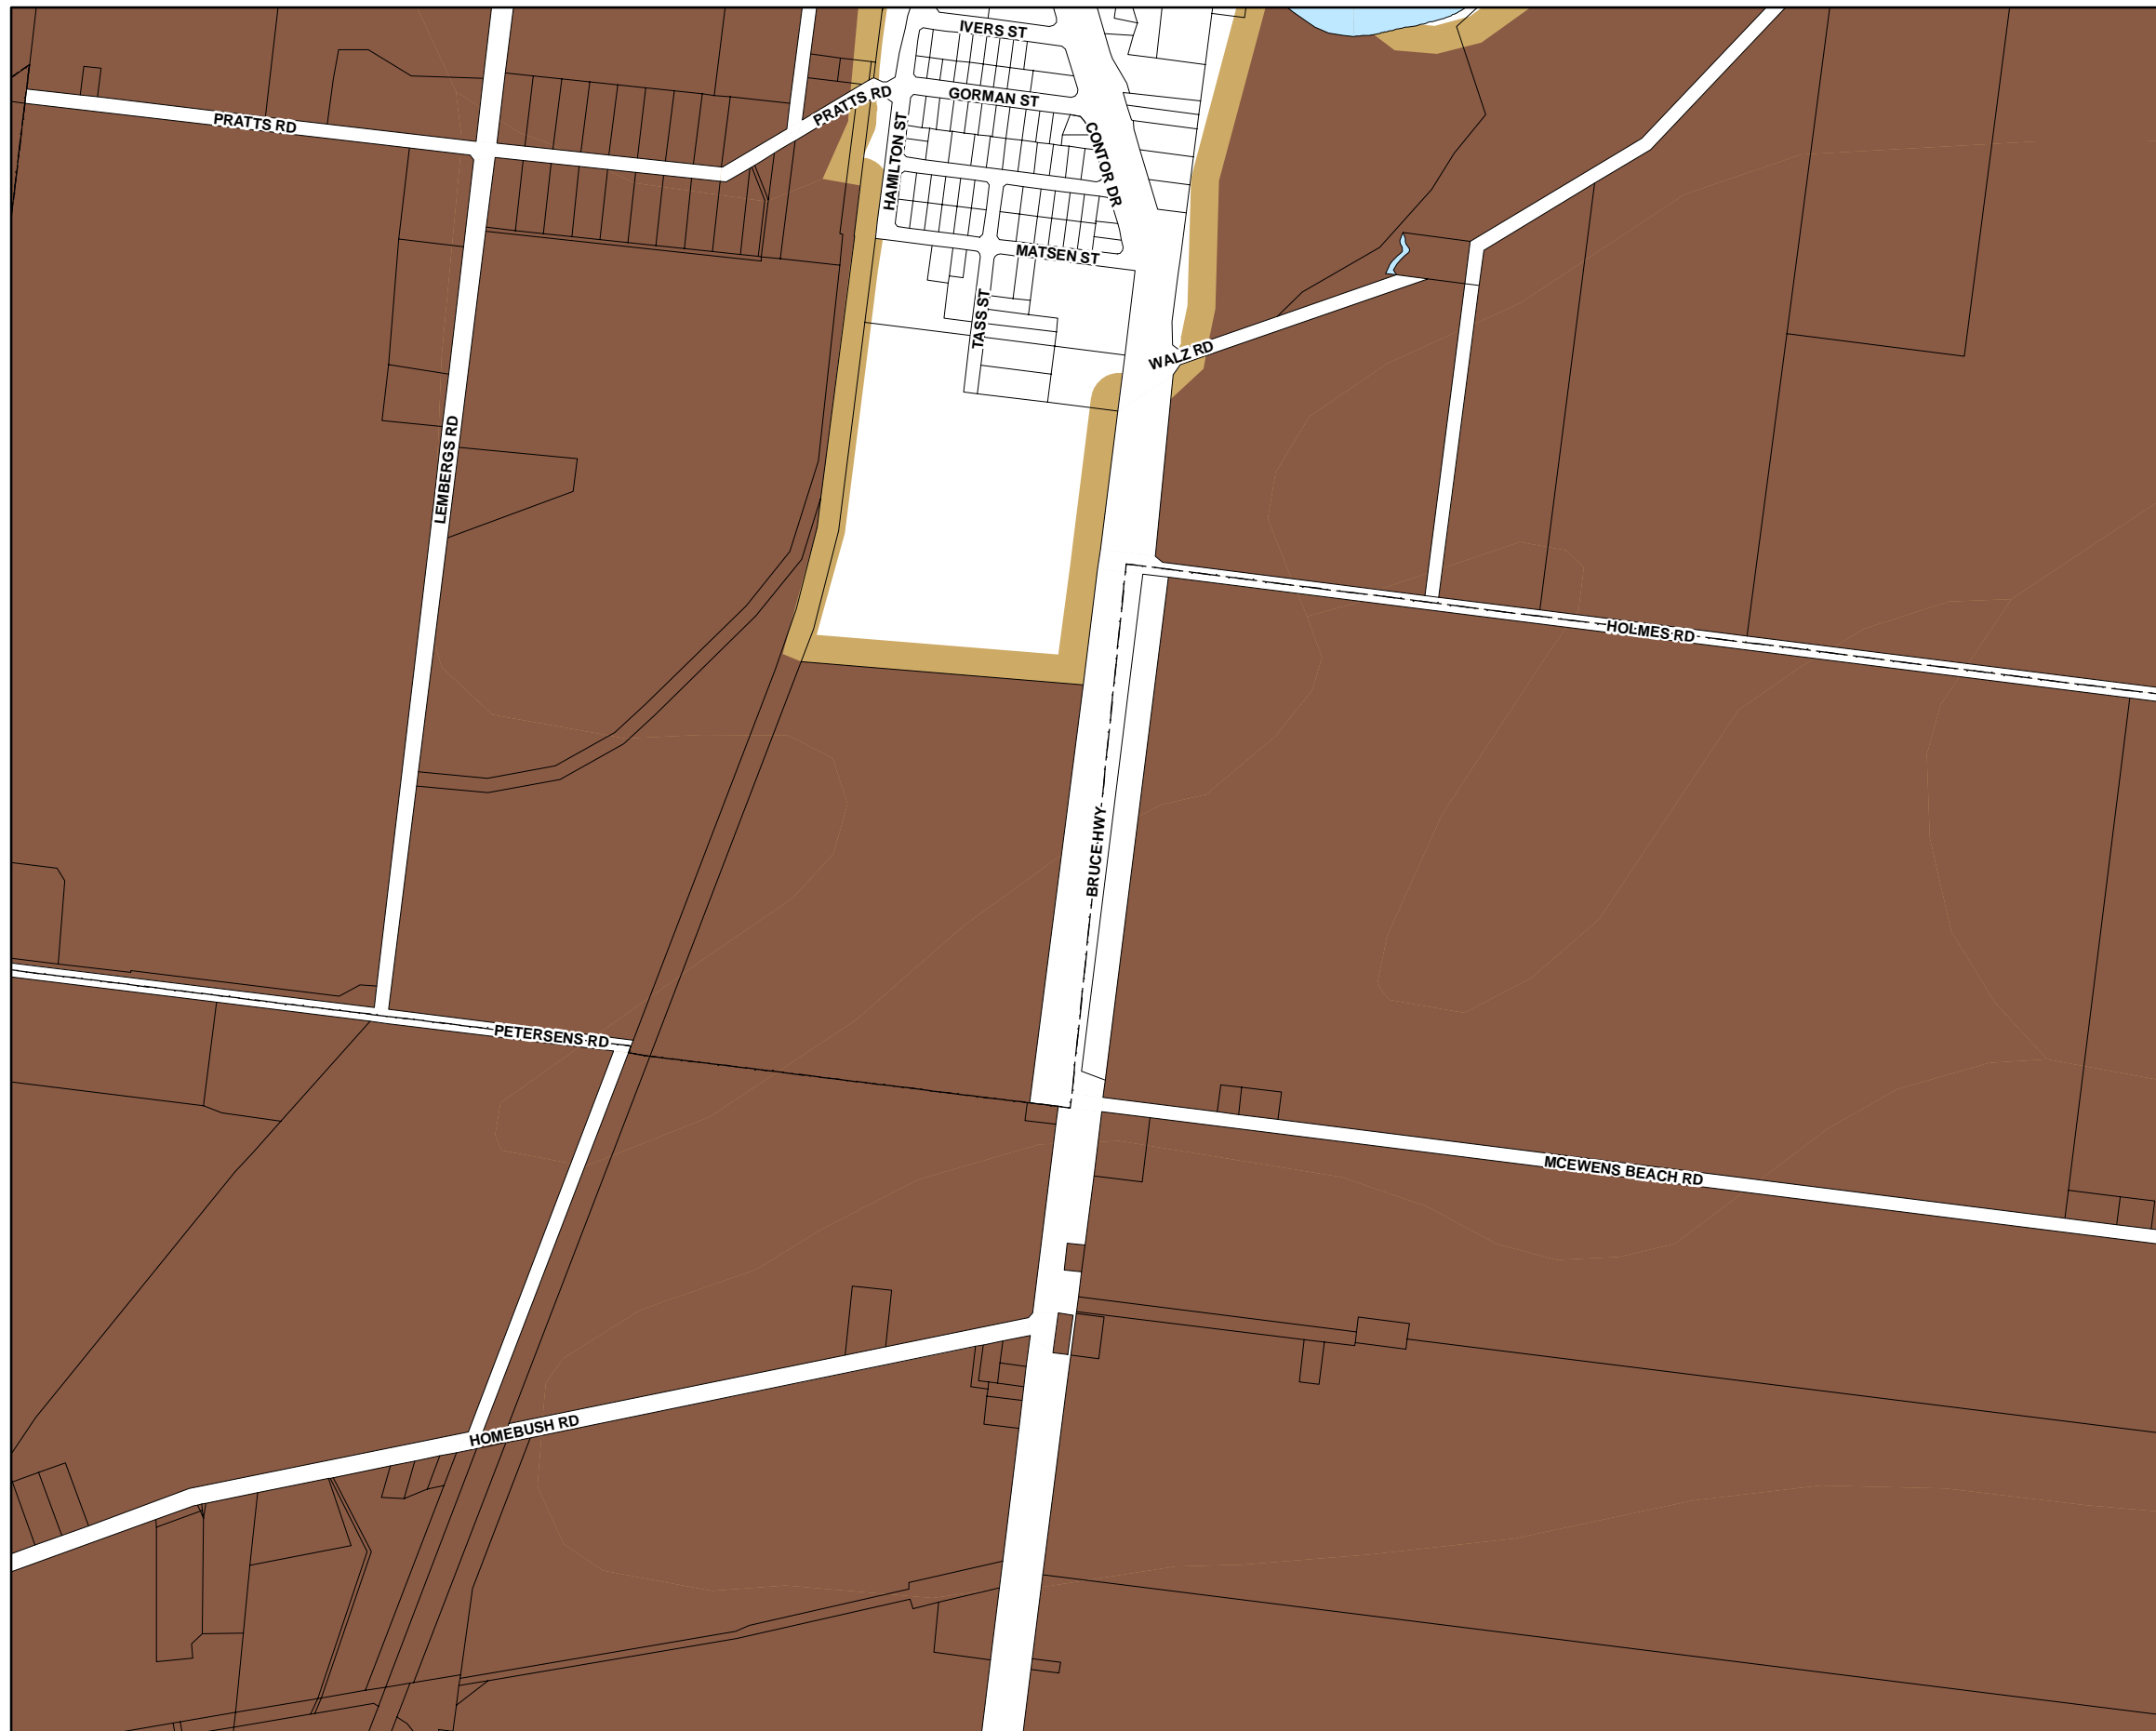 IVERS ST
PRATTS RD
GORMAN ST
PRATTS RD
HAMILTON ST
CONTOR DR
MATSEN ST
TASS ST
WALZ RD
LEMBERGS RD
HOLMES RD
BRUCE HWY
PETERSENS RD
MCEWENS BEACH RD
HOMEBUSH RD